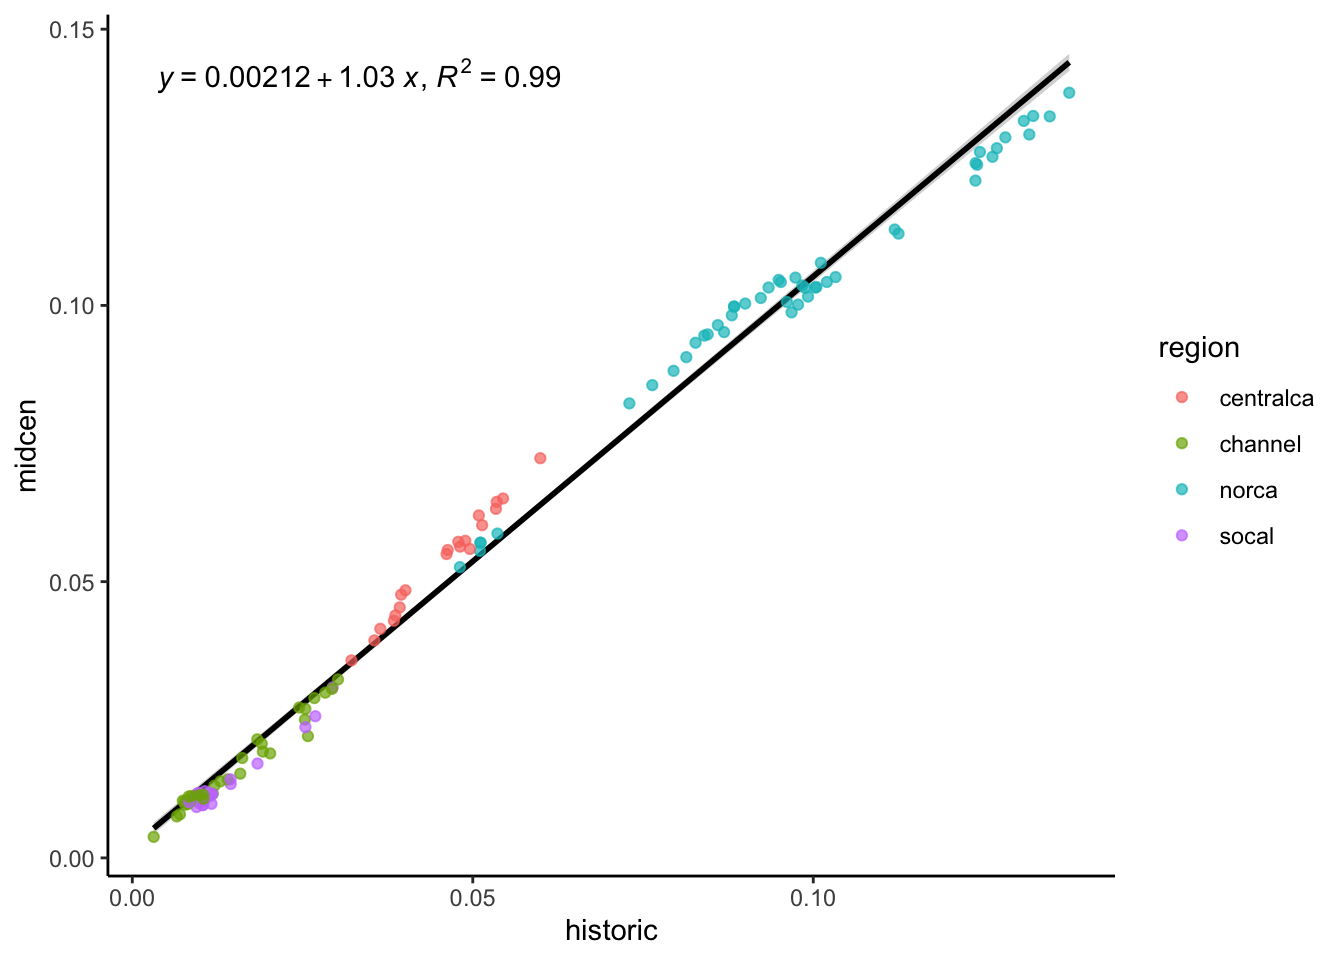 0.15
y = 0.00212 + 1.03 x, R² = 0.99
0.10
0.05
0.00
midcen
0.00 0.05 0.10
historic
region
centralca
channel
norca
socal